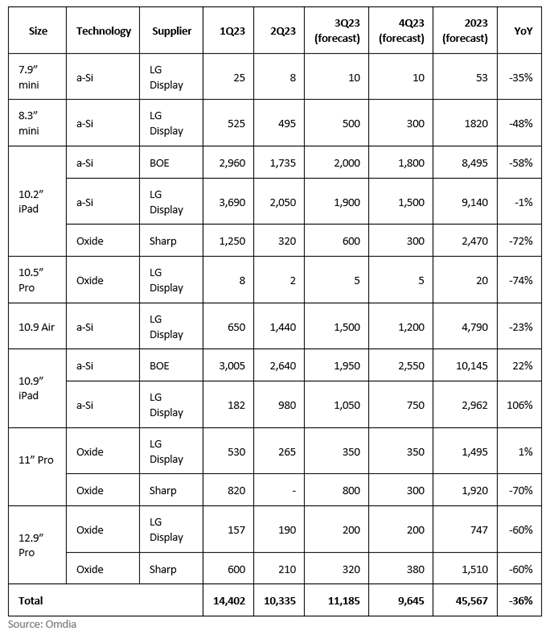 Size Technology Supplier 1Q23 2Q23 3Q23 (forecast) 4Q23 (forecast) 2023 (forecast) YoY
7.9” mini a-Si LG Display 25 8 10 10 53 -35%
8.3” mini a-Si LG Display 525 495 500 300 1820 -48%
10.2” iPad a-Si BOE 2,960 1,735 2,000 1,800 8,495 -58%
a-Si LG Display 3,690 2,050 1,900 1,500 9,140 -1%
Oxide Sharp 1,250 320 600 300 2,470 -72%
10.5” Pro Oxide LG Display 8 2 5 5 20 -74%
10.9 Air a-Si LG Display 650 1,440 1,500 1,200 4,790 -23%
10.9” iPad a-Si BOE 3,005 2,640 1,950 2,550 10,145 22%
a-Si LG Display 182 980 1,050 750 2,962 106%
11” Pro Oxide LG Display 530 265 350 350 1,495 1%
Oxide Sharp 820 - 800 300 1,920 -70%
12.9” Pro Oxide LG Display 157 190 200 200 747 -60%
Oxide Sharp 600 210 320 380 1,510 -60%
Total 14,402 10,335 11,185 9,645 45,567 -36%
Source: Omdia